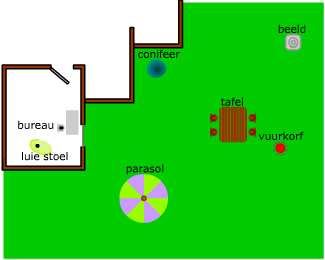 beeld
conifeer
tafel
bureau
vuurkorf
luie stoel
parasol